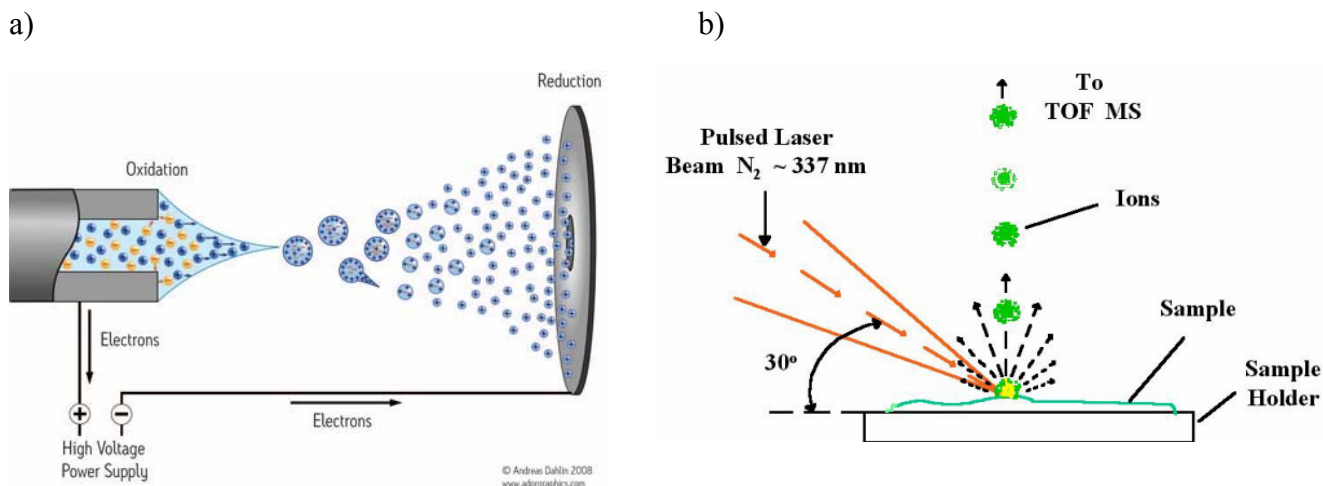 a)
Reduction
Oxidation
Electrons
Electrons
High Voltage
Power Supply
© Andreas Dahlin 2008
www.adorgraphics.com
b)
To
TOF MS
Pulsed Laser
Beam N₂ ~ 337 nm
Ions
Sample
30º
Sample
Holder